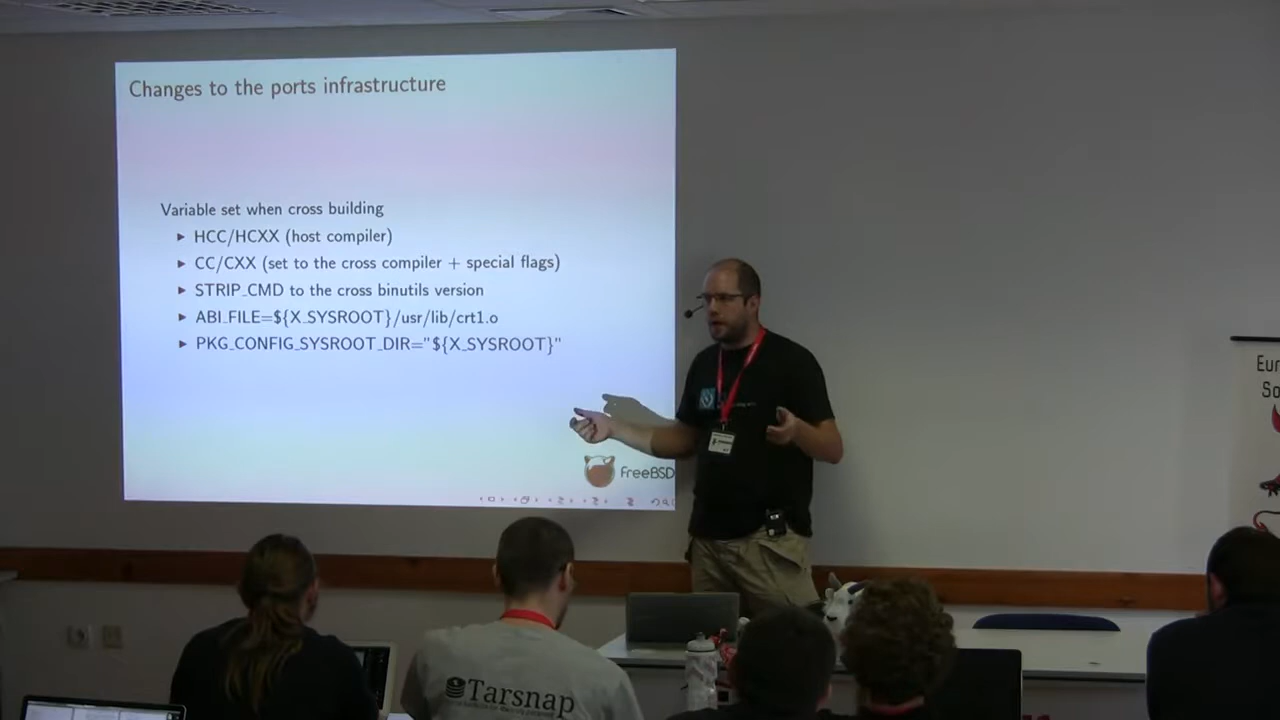 Changes to the ports infrastructure
Variable set when cross building
▶ HCC/HCXX (host compiler)
▶ CC/CXX (set to the cross compiler + special flags)
▶ STRIP_CMD to the cross binutils version
▶ ABI_FILE=${X_SYSROOT}/usr/lib/crt1.o
▶ PKG_CONFIG_SYSROOT_DIR="${X_SYSROOT}"
FreeBSD
Tarsnap